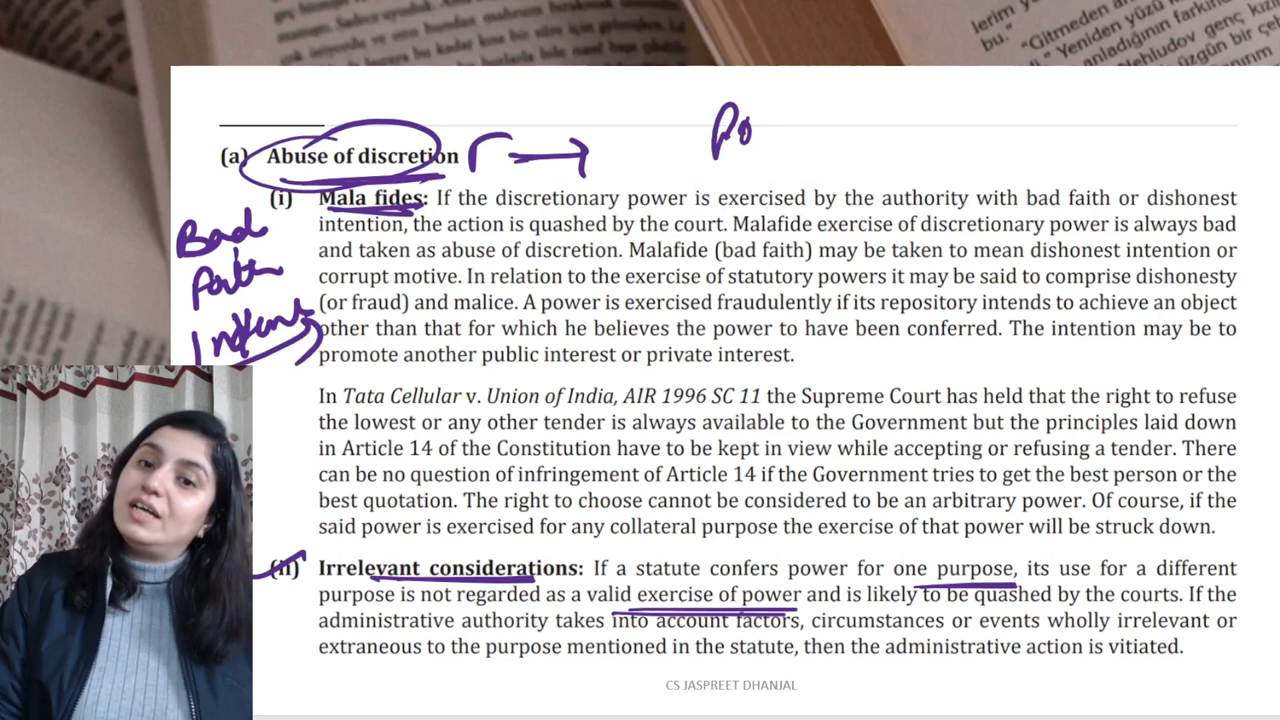 lerim
bu."
"Gitmeden
Yeniden yüzü
anladığının farkın
Nehludov genç kızı
özgün bir
(a) Abuse of discretion
Po
(i) Mala fides: If the discretionary power is exercised by the authority with bad faith or dishonest
intention, the action is quashed by the court. Malafide exercise of discretionary power is always bad
and taken as abuse of discretion. Malafide (bad faith) may be taken to mean dishonest intention or
corrupt motive. In relation to the exercise of statutory powers it may be said to comprise dishonesty
(or fraud) and malice. A power is exercised fraudulently if its repository intends to achieve an object
other than that for which he believes the power to have been conferred. The intention may be to
promote another public interest or private interest.
Bad
In Tata Cellular v. Union of India, AIR 1996 SC 11 the Supreme Court has held that the right to refuse
the lowest or any other tender is always available to the Government but the principles laid down
in Article 14 of the Constitution have to be kept in view while accepting or refusing a tender. There
can be no question of infringement of Article 14 if the Government tries to get the best person or the
best quotation. The right to choose cannot be considered to be an arbitrary power. Of course, if the
said power is exercised for any collateral purpose the exercise of that power will be struck down.
(ii) Irrelevant considerations: If a statute confers power for one purpose, its use for a different
purpose is not regarded as a valid exercise of power and is likely to be quashed by the courts. If the
administrative authority takes into account factors, circumstances or events wholly irrelevant or
extraneous to the purpose mentioned in the statute, then the administrative action is vitiated.
CS JASPREET DHANJAL